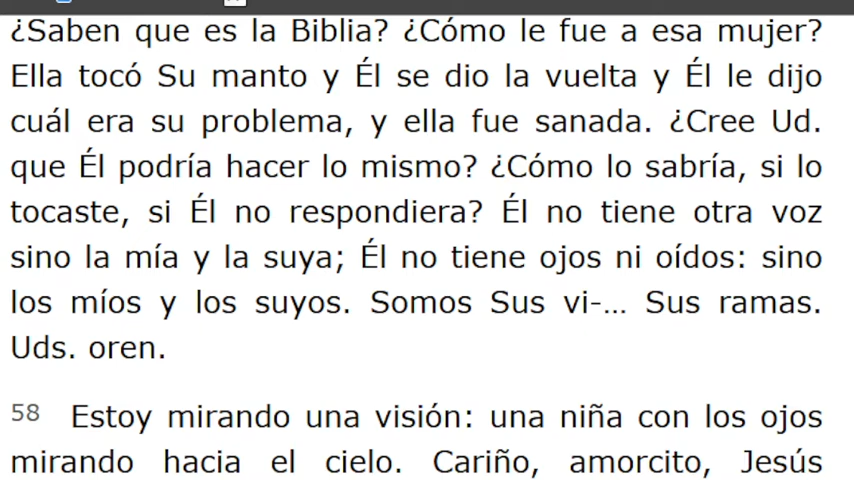 ¿Saben que es la Biblia? ¿Cómo le fue a esa mujer?
Ella tocó Su manto y Él se dio la vuelta y Él le dijo
cuál era su problema, y ella fue sanada. ¿Cree Ud.
que Él podría hacer lo mismo? ¿Cómo lo sabría, si lo
tocaste, si Él no respondiera? Él no tiene otra voz
sino la mía y la suya; Él no tiene ojos ni oídos: sino
los míos y los suyos. Somos Sus vi-... Sus ramas.
Uds. oren.
58 Estoy mirando una visión: una niña con los ojos
mirando hacia el cielo. Cariño, amorcito, Jesús